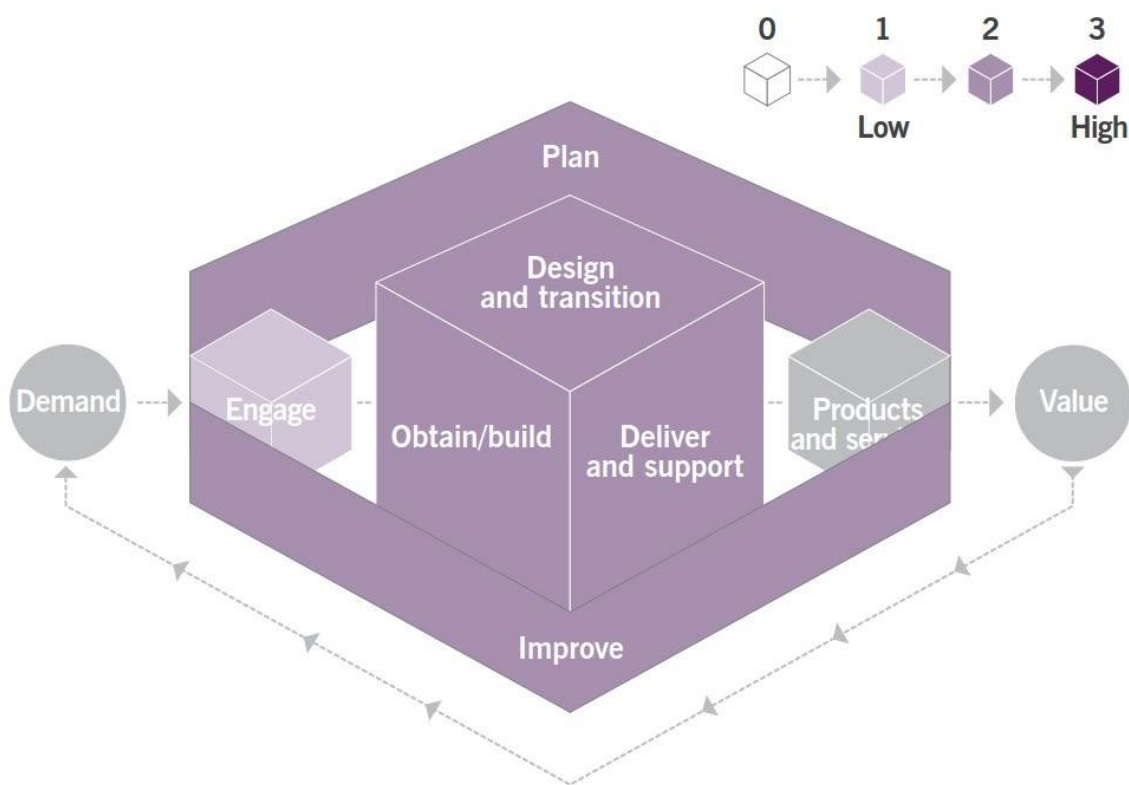 0 1 2 3
Low High
Plan
Design
and transition
Demand
Engage
Obtain/build
Deliver
and support
Products
and
Value
Improve